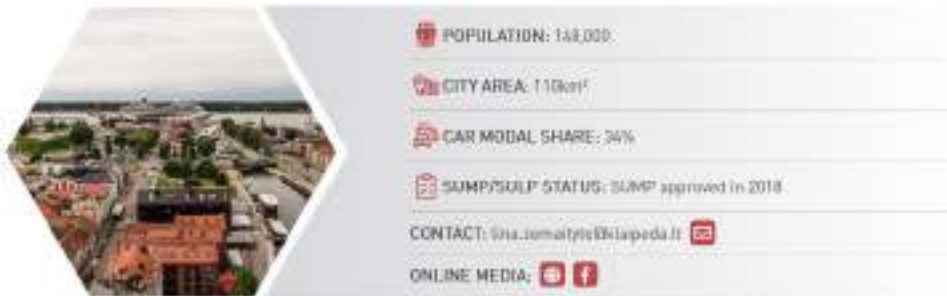 POPULATION: 148,000
CITY AREA: 110km²
CAR MODAL SHARE: 34%
SUMP/SULP STATUS: SUMP approved in 2018
CONTACT:
ONLINE MEDIA: